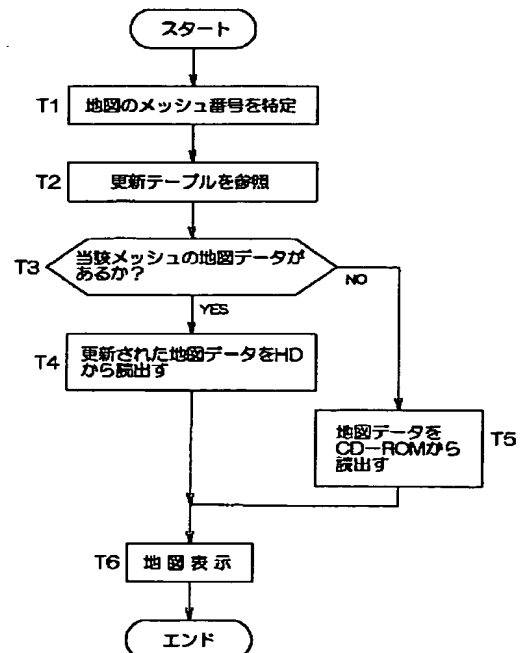 スタート
T1
地図のメッシュ番号を特定
T2
更新テーブルを参照
T3
当該メッシュの地図データが
あるか？
NO
YES
T4
更新された地図データをHD
から読出す
地図データを
CD－ROMから
読出す
T5
T6
地図表示
エンド